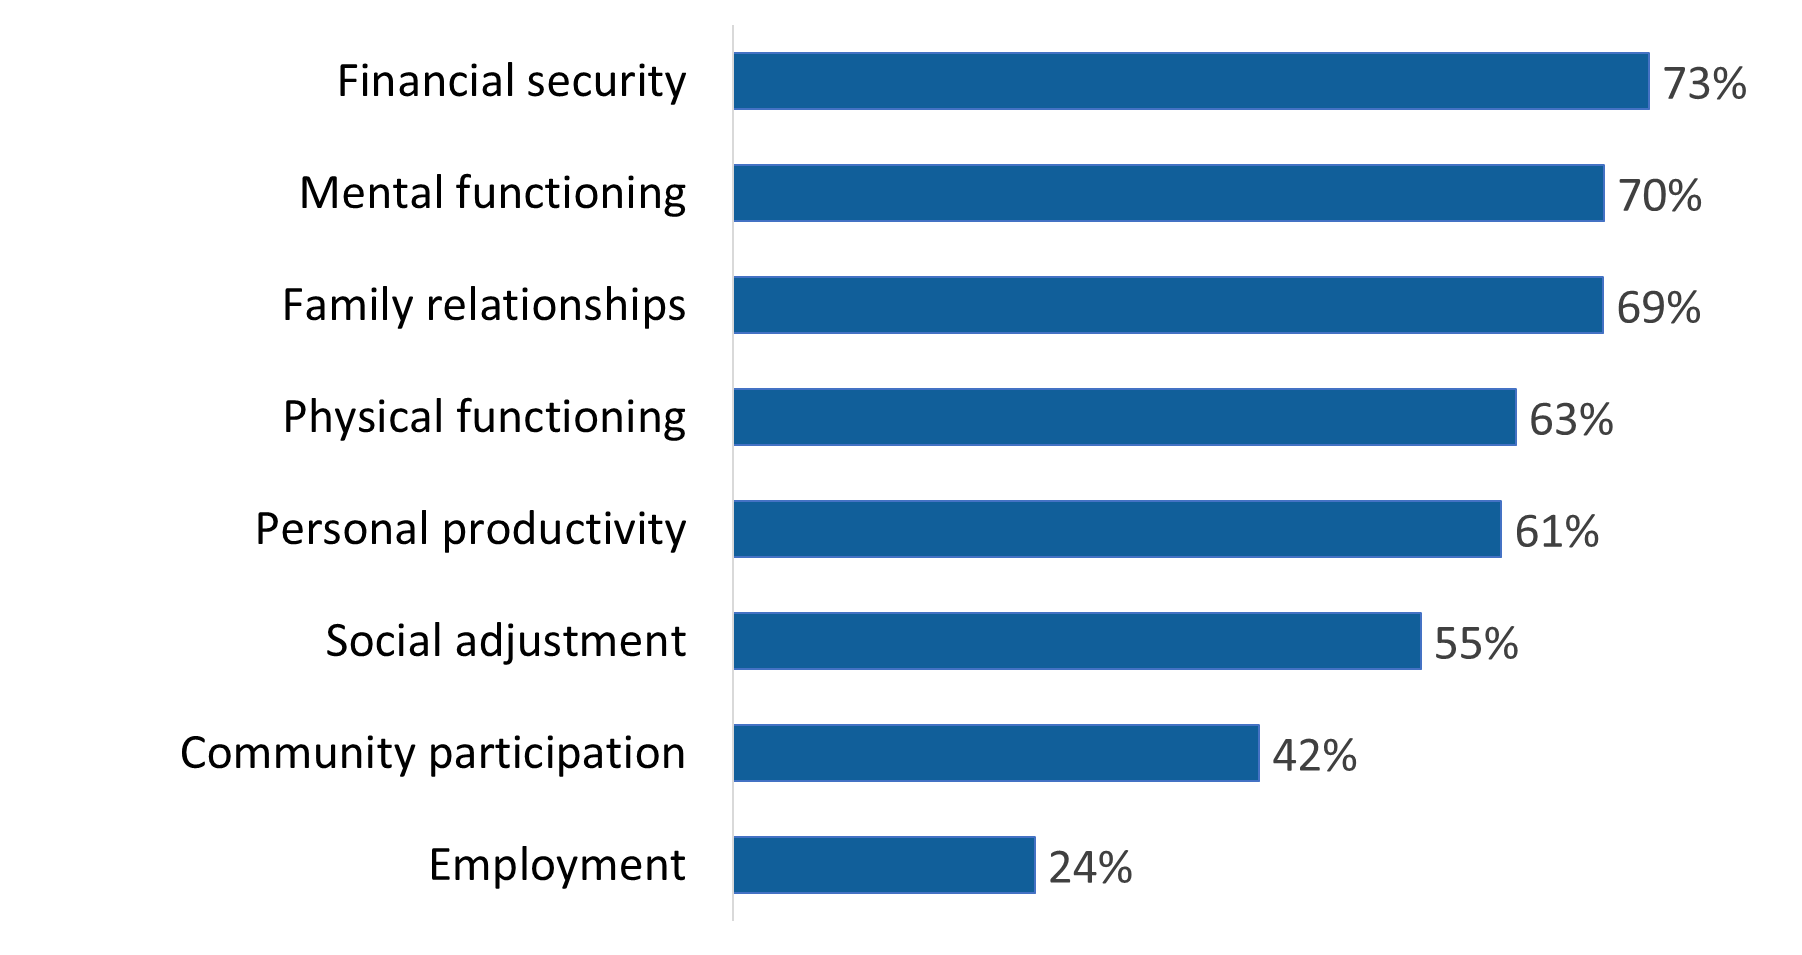 Financial security 73%
Mental functioning 70%
Family relationships 69%
Physical functioning 63%
Personal productivity 61%
Social adjustment 55%
Community participation 42%
Employment 24%